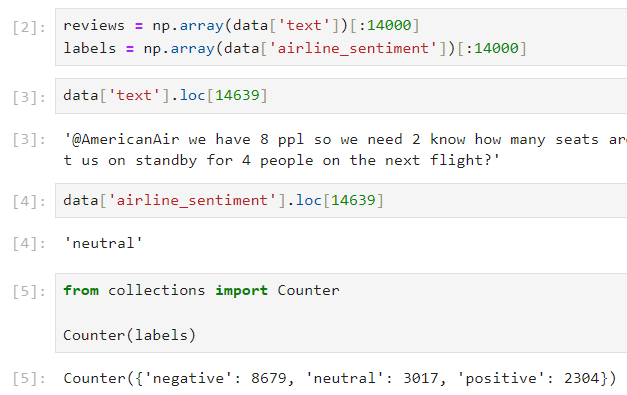 [2]: reviews = np.array(data['text'])[:14000]
labels = np.array(data['airline_sentiment'])[:14000]
[3]: data['text'].loc[14639]
[3]: '@AmericanAir we have 8 ppl so we need 2 know how many seats are
t us on standby for 4 people on the next flight?'
[4]: data['airline_sentiment'].loc[14639]
[4]: 'neutral'
[5]: from collections import Counter
Counter(labels)
[5]: Counter({'negative': 8679, 'neutral': 3017, 'positive': 2304})